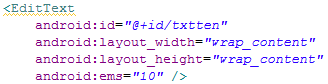 <EditText
android:id="@+id/txtten"
android:layout_width="wrap_content"
android:layout_height="wrap_content"
android:ems="10" />